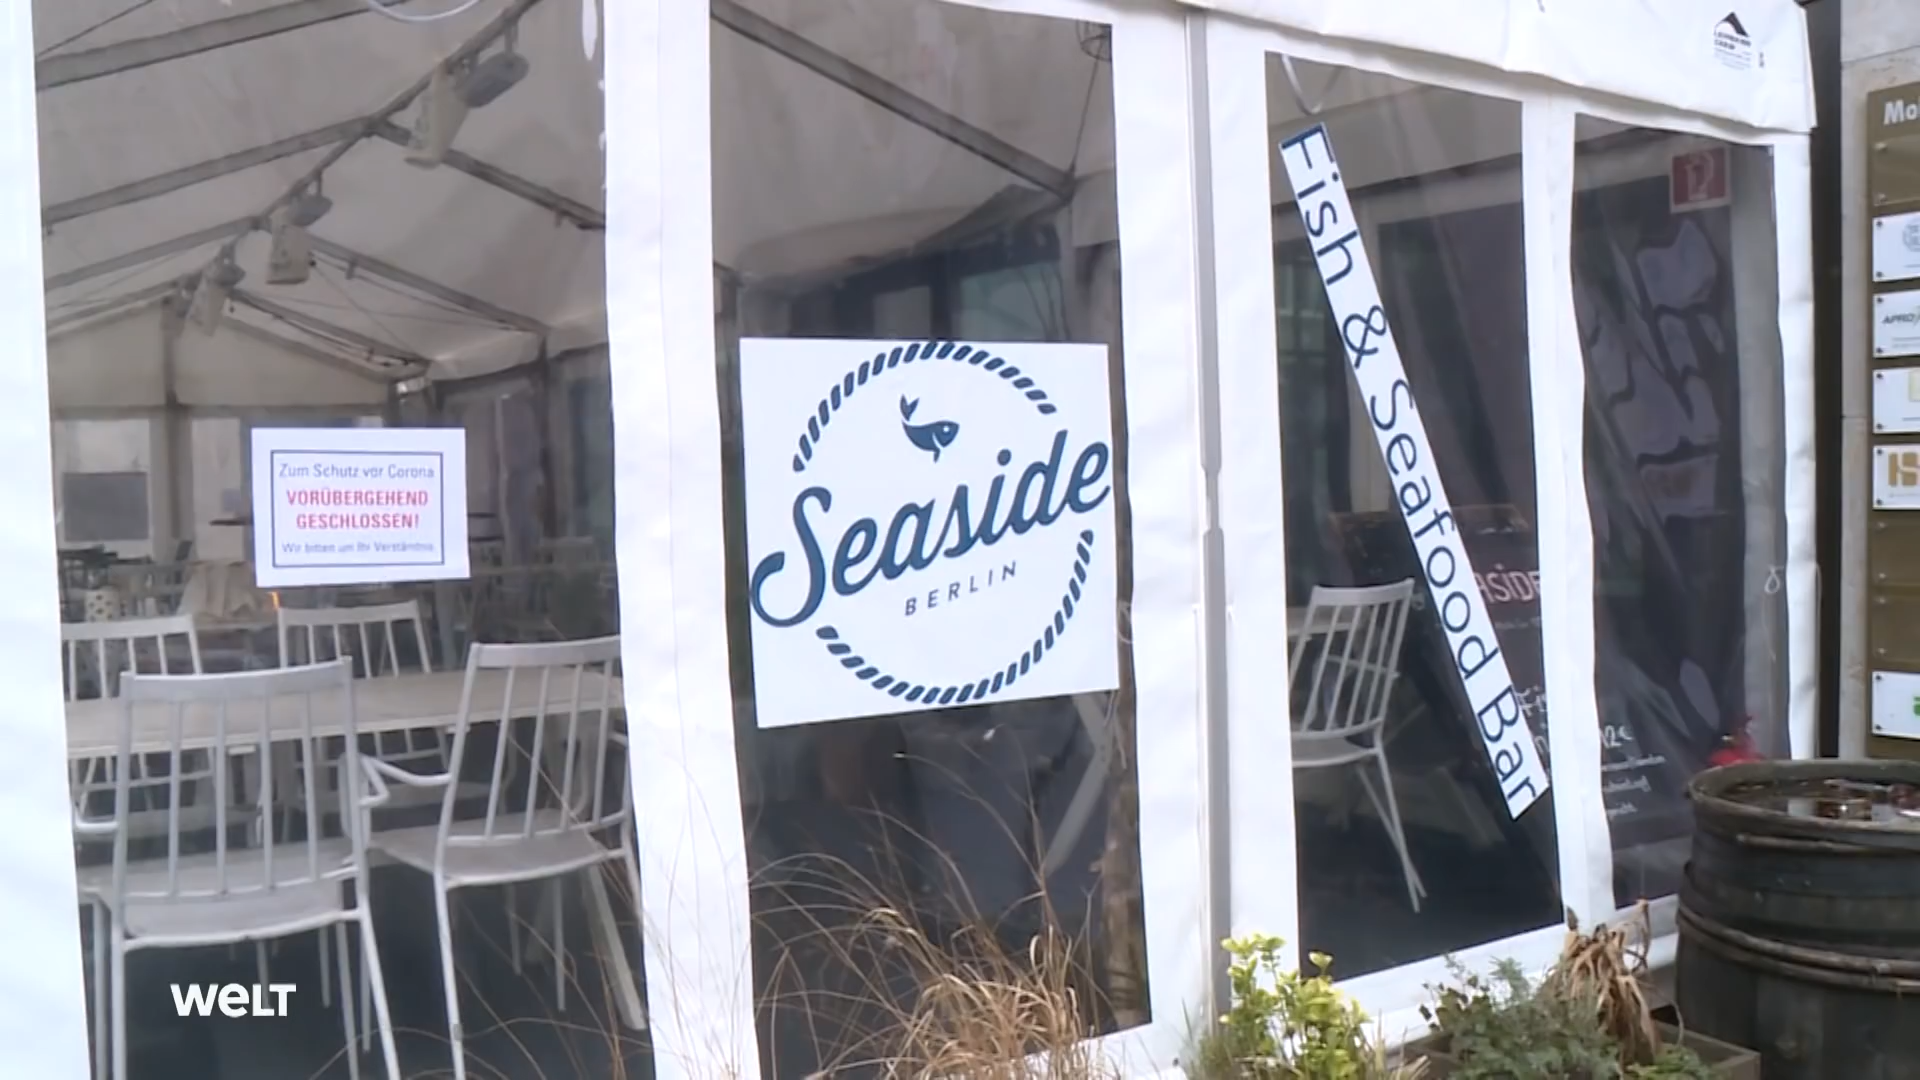 Zum Schutz vor Corona
VORÜBERGEHEND
GESCHLOSSEN!
Wir bitten um Ihr Verständnis.
Seaside
BERLIN
Fish & Seafood Bar
WELT